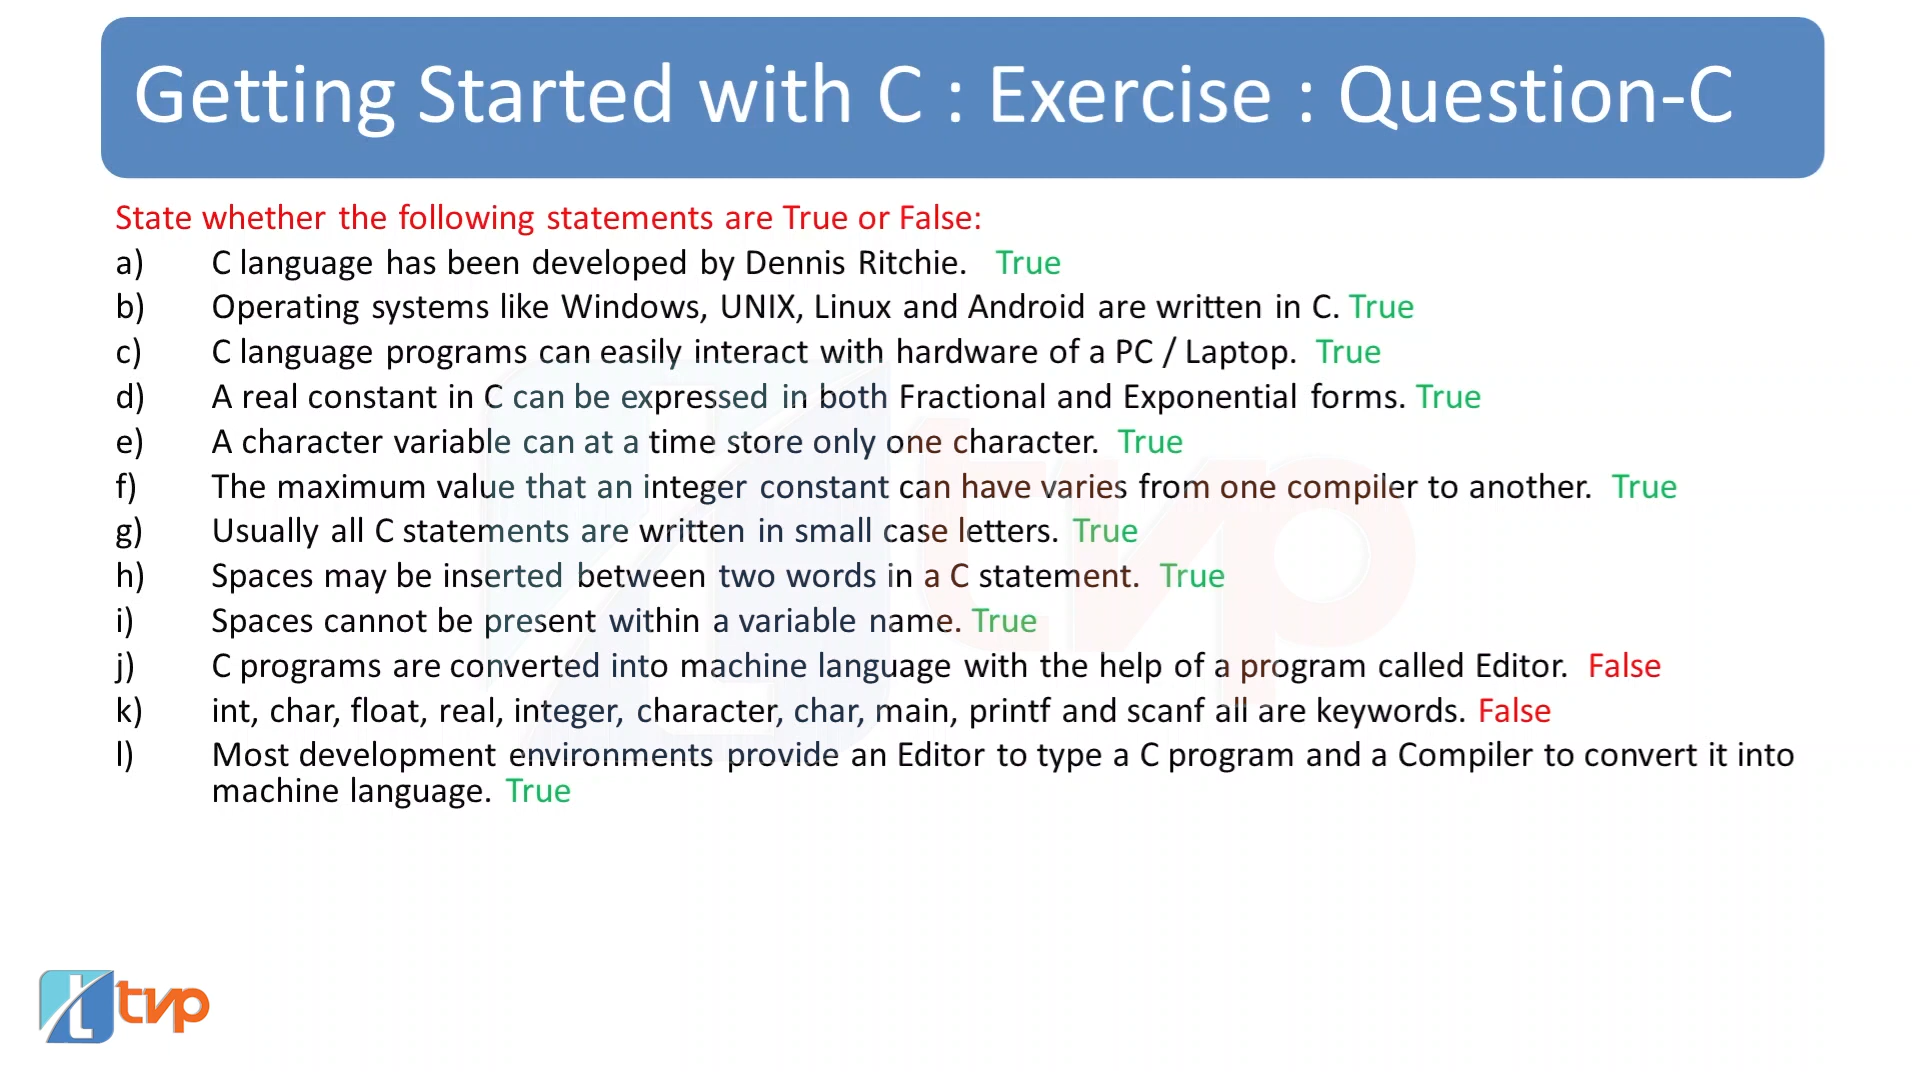 Getting Started with C : Exercise : Question-C
State whether the following statements are True or False:
a) C language has been developed by Dennis Ritchie. True
b) Operating systems like Windows, UNIX, Linux and Android are written in C. True
c) C language programs can easily interact with hardware of a PC / Laptop. True
d) A real constant in C can be expressed in both Fractional and Exponential forms. True
e) A character variable can at a time store only one character. True
f) The maximum value that an integer constant can have varies from one compiler to another. True
g) Usually all C statements are written in small case letters. True
h) Spaces may be inserted between two words in a C statement. True
i) Spaces cannot be present within a variable name. True
j) C programs are converted into machine language with the help of a program called Editor. False
k) int, char, float, real, integer, character, char, main, printf and scanf all are keywords. False
l) Most development environments provide an Editor to type a C program and a Compiler to convert it into
machine language. True
tvp
t tvp